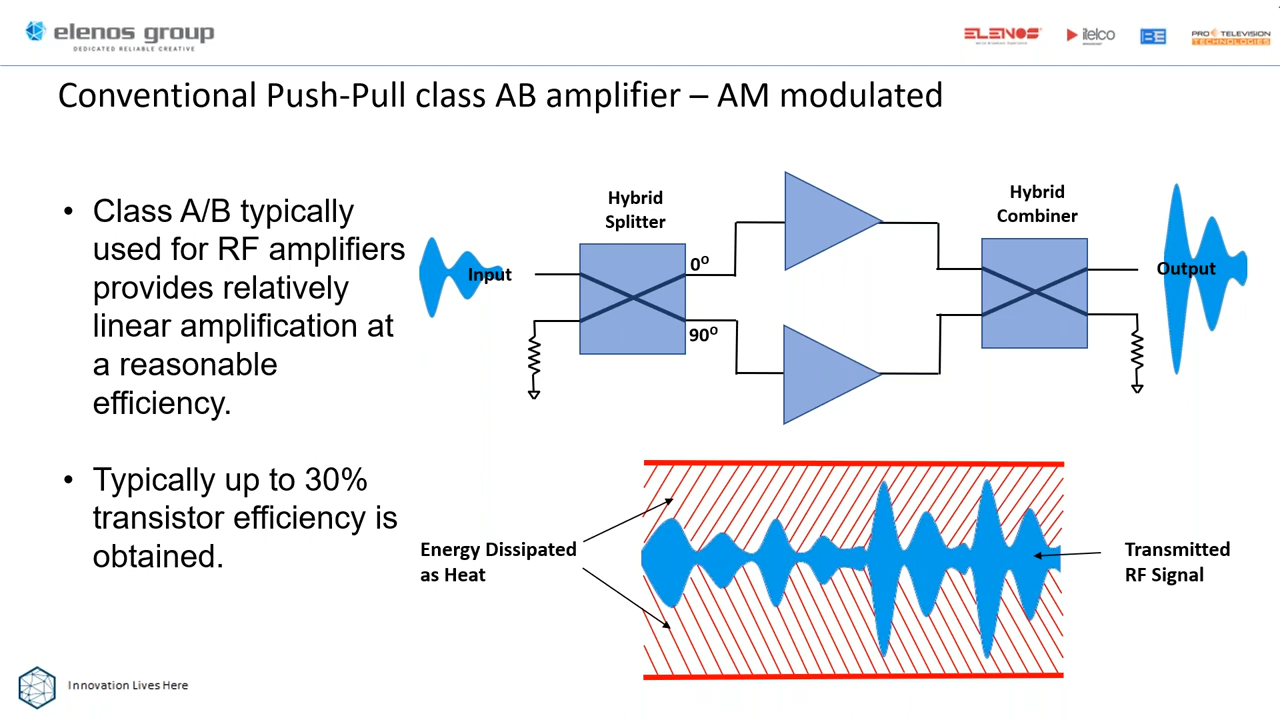 elenos group
DEDICATED RELIABLE CREATIVE
ELENOS
itelco
BE
PRO TELEVISION
TECHNOLOGIES
Conventional Push-Pull class AB amplifier – AM modulated
• Class A/B typically
used for RF amplifiers
provides relatively
linear amplification at
a reasonable
efficiency.
• Typically up to 30%
transistor efficiency is
obtained.
Hybrid
Splitter
Hybrid
Combiner
Input
0º
90º
Output
Energy Dissipated
as Heat
Transmitted
RF Signal
Innovation Lives Here